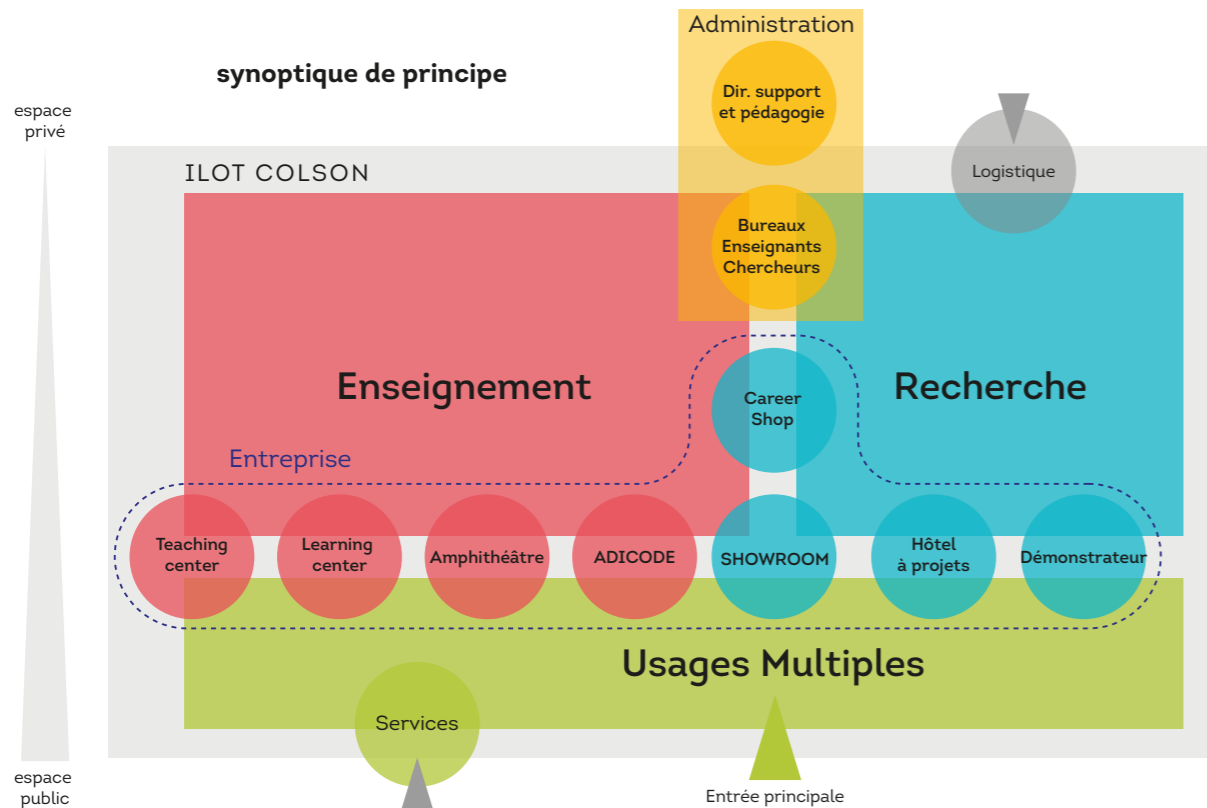 Administration
synoptique de principe
Dir. support
et pédagogie
espace
privé
ILOT COLSON
Logistique
Bureaux
Enseignants
Chercheurs
Enseignement
Career
Shop
Recherche
Entreprise
Teaching
center
Learning
center
Amphithéâtre
ADICODE
SHOWROOM
Hôtel
à projets
Démonstrateur
Usages Multiples
Services
espace
public
Entrée principale